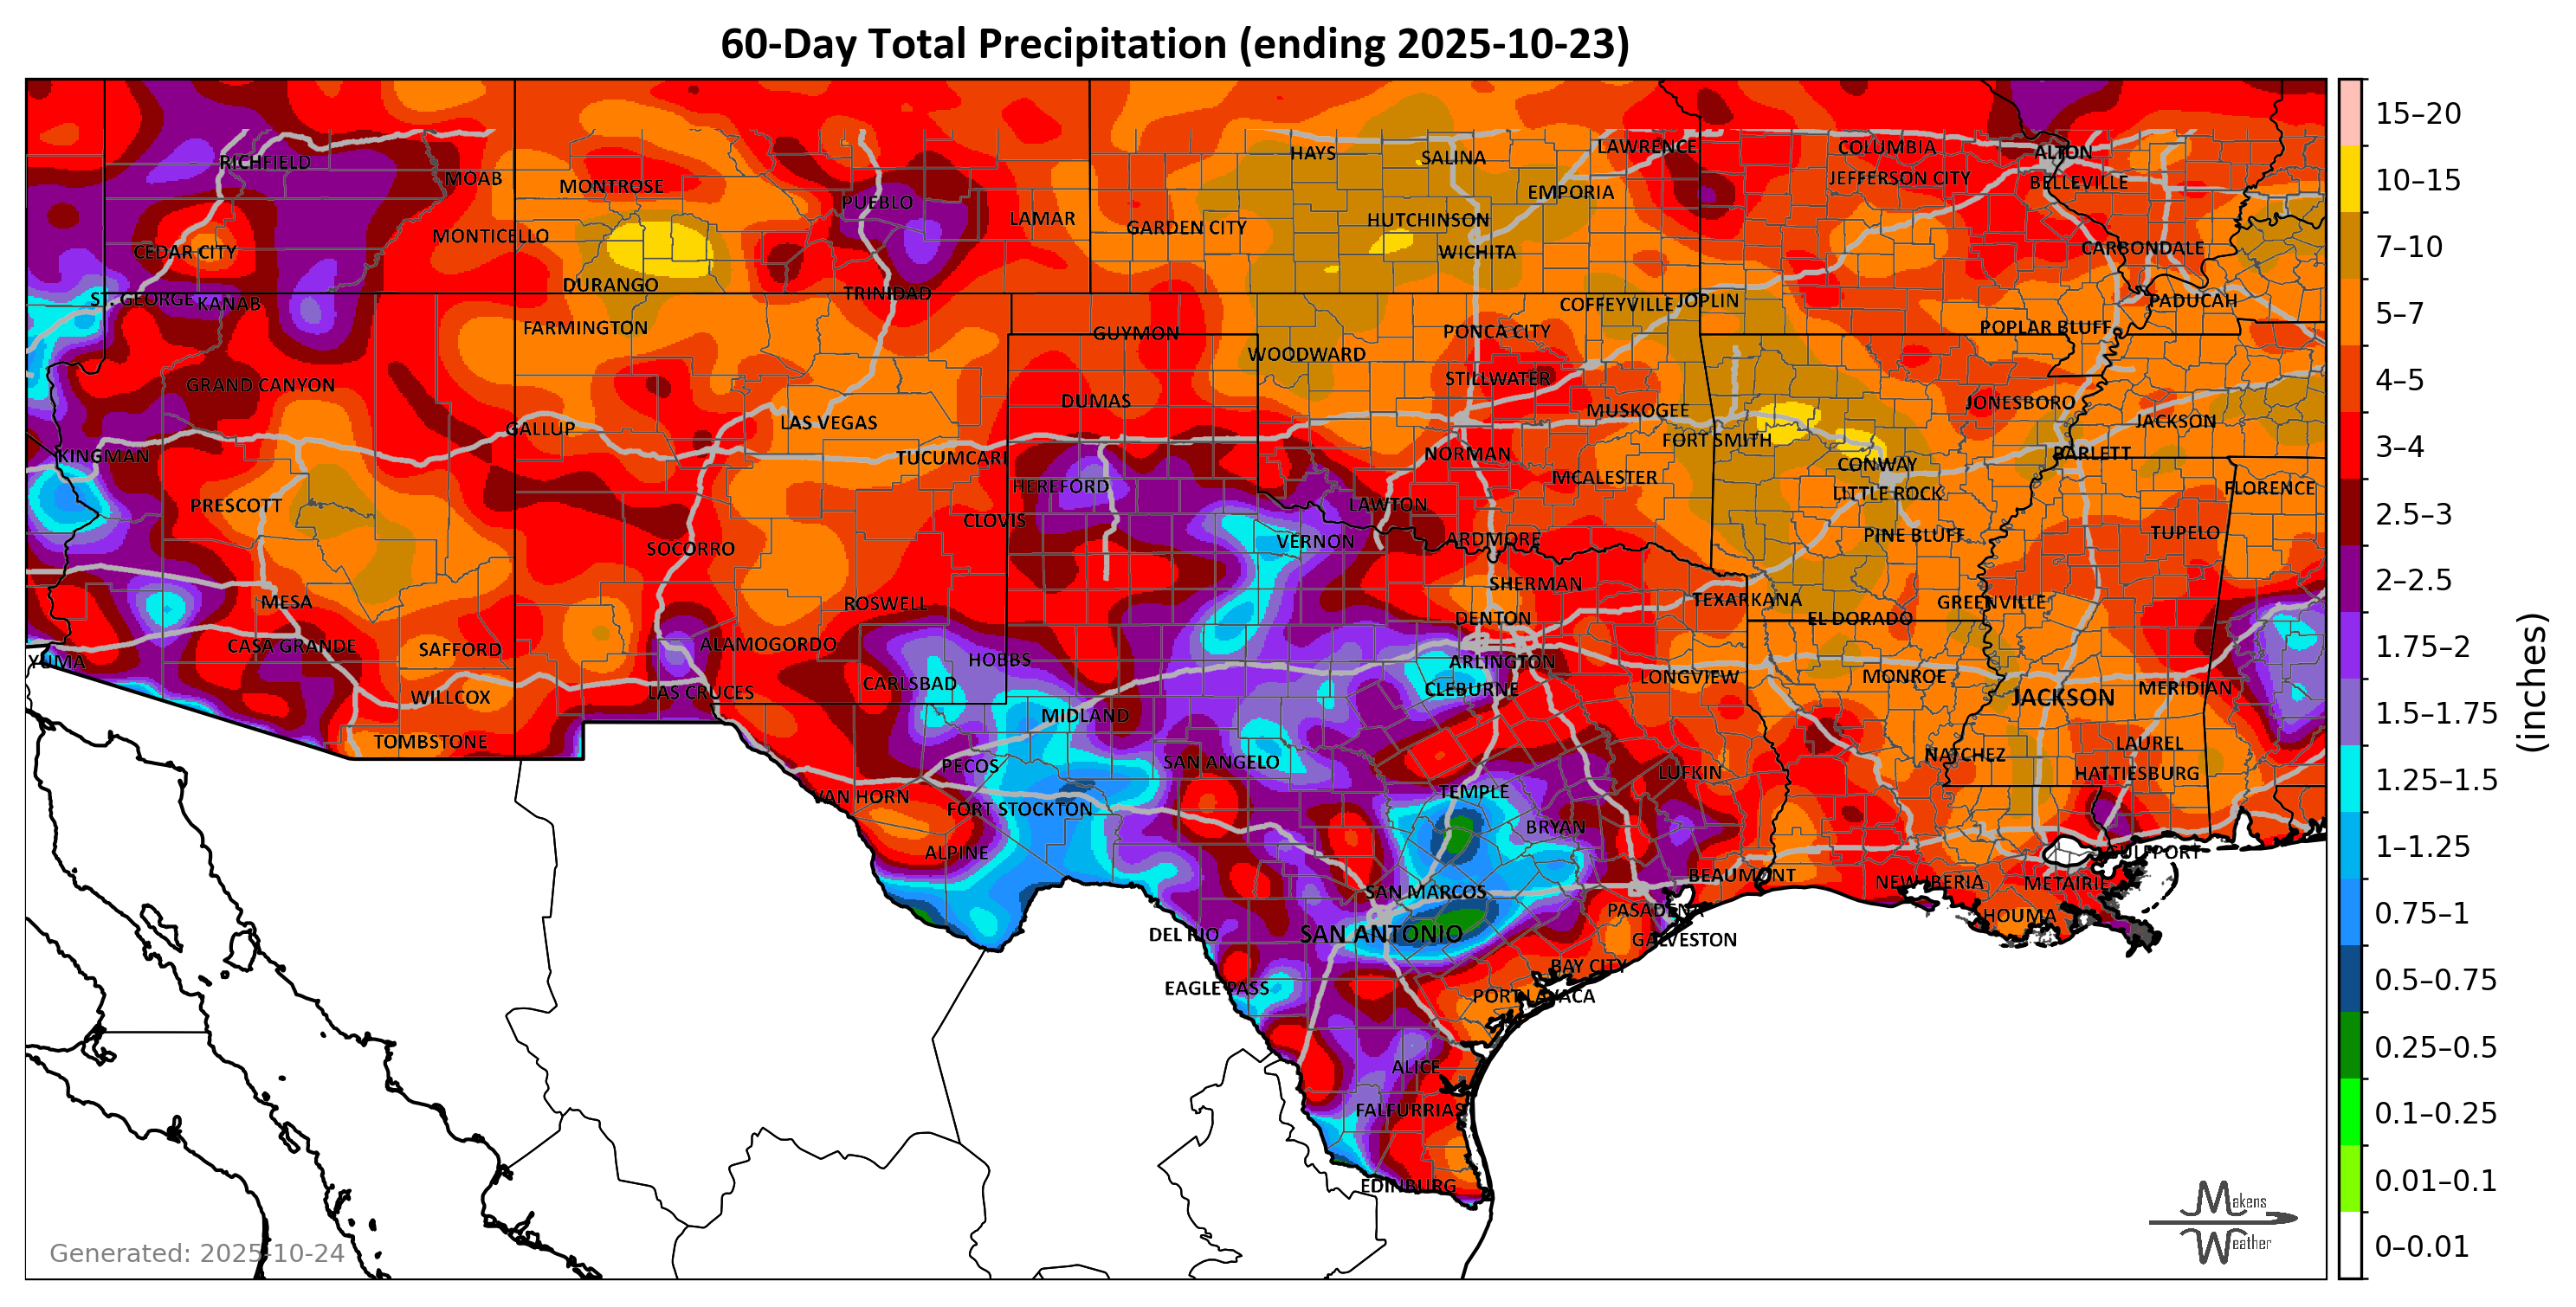 60-Day Total Precipitation (ending 2025-10-23)
RICHFIELD
MOAB
MONTROSE
PUEBLO
LAMAR
HAYS
SALINA
LAWRENCE
EMPORIA
COLUMBIA
ALTON
JEFFERSON CITY
BELLEVILLE
CEDAR CITY
MONTICELLO
GARDEN CITY
HUTCHINSON
WICHITA
CARBONDALE
DURANGO
ST. GEORGE
KANAB
TRINIDAD
COFFEYVILLE
JOPLIN
PADUCAH
FARMINGTON
GUYMON
PONCA CITY
POPLAR BLUFF
WOODWARD
GRAND CANYON
DUMAS
STILLWATER
JONESBORO
GALLUP
LAS VEGAS
MUSKOGEE
JACKSON
KINGMAN
TUCUMCARI
NORMAN
FORT SMITH
BARLETT
CONWAY
PRESCOTT
HEREFORD
LAWTON
MCALESTER
LITTLE ROCK
FLORENCE
CLOVIS
SOCORRO
VERNON
ARDMORE
PINE BLUFF
TUPELO
MESA
ROSWELL
SHERMAN
TEXARKANA
GREENVILLE
CASA GRANDE
SAFFORD
ALAMOGORDO
DENTON
EL DORADO
YUMA
HOBBS
ARLINGTON
WILLCOX
LAS CRUCES
CARLSBAD
CLEBURNE
LONGVIEW
MONROE
JACKSON
MERIDIAN
TOMBSTONE
MIDLAND
PECOS
SAN ANGELO
NATCHEZ
LAUREL
VAN HORN
FORT STOCKTON
TEMPLE
LUFKIN
HATTIESBURG
ALPINE
BRYAN
GULFPORT
SAN MARCOS
BEAUMONT
NEW IBERIA
METAIRIE
DEL RIO
SAN ANTONIO
PASADENA
HOUMA
GALVESTON
EAGLE PASS
BAY CITY
PORT LAVACA
ALICE
FALFURRIAS
EDINBURG
15–20
10–15
7–10
5–7
4–5
3–4
2.5–3
2–2.5
1.75–2
1.5–1.75
1.25–1.5
1–1.25
0.75–1
0.5–0.75
0.25–0.5
0.1–0.25
0.01–0.1
0–0.01
(inches)
Generated: 2025-10-24
Makens
Weather